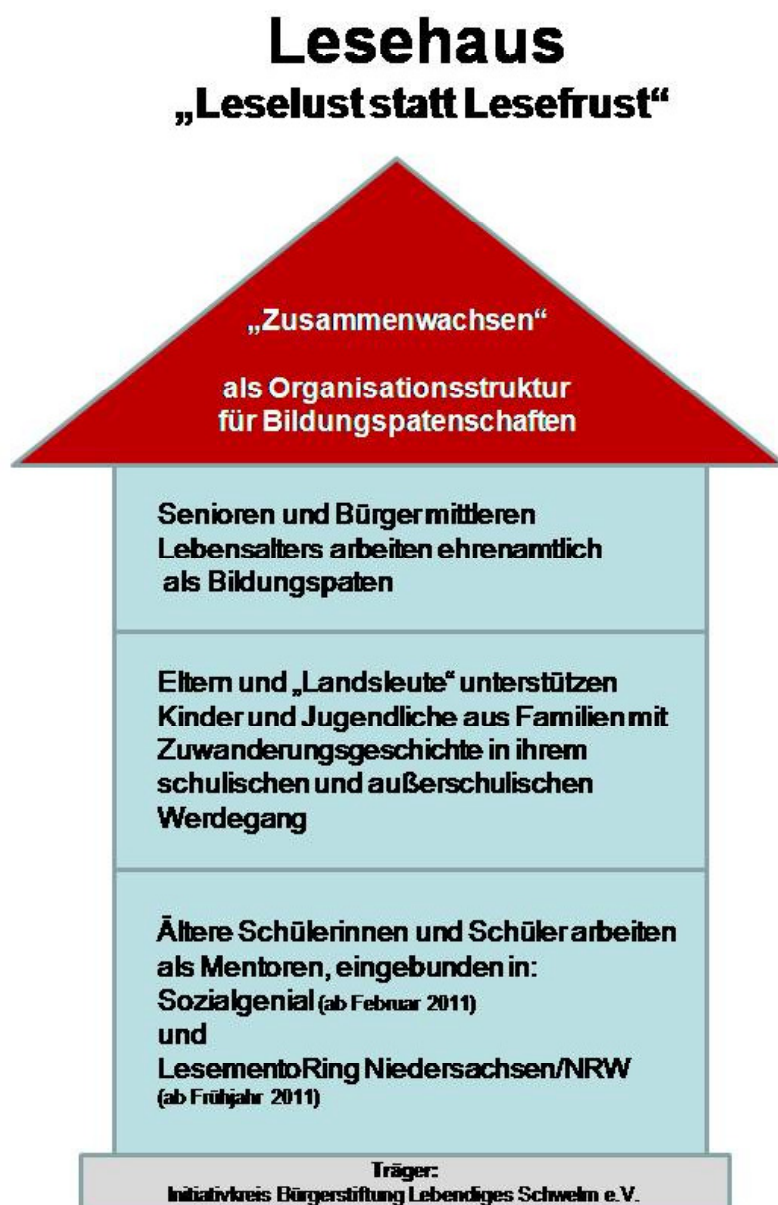 Lesehaus
„Leselust statt Lesefrust“
„Zusammenwachsen“
als Organisationsstruktur
für Bildungspatenschaften
Senioren und Bürger mittleren
Lebensalters arbeiten ehrenamtlich
als Bildungspaten
Eltern und „Landsleute“ unterstützen
Kinder und Jugendliche aus Familien mit
Zuwanderungsgeschichte in ihrem
schulischen und außerschulischen
Werdegang
Ältere Schülerinnen und Schüler arbeiten
als Mentoren, eingebunden in:
Sozialgenial (ab Februar 2011)
und
LesementoRing Niedersachsen/NRW
(ab Frühjahr 2011)
Träger:
Initiativkreis Bürgerstiftung Lebendiges Schwelm e.V.